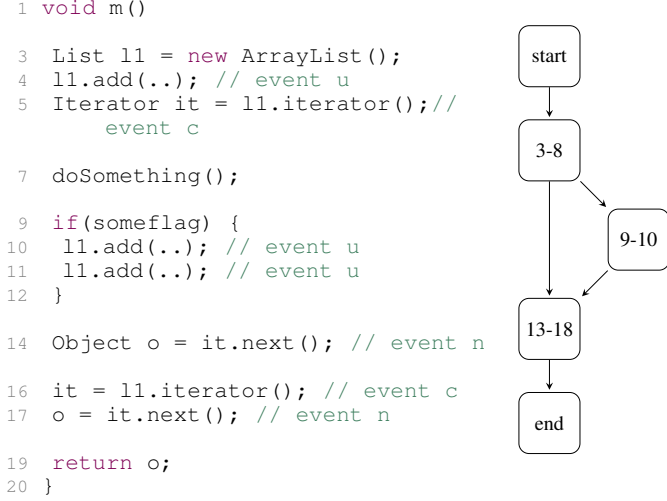 1 void m()
3 List l1 = new ArrayList();
4 l1.add(..); // event u
5 Iterator it = l1.iterator();//
event c
7 doSomething();
9 if(someflag) {
10 l1.add(..); // event u
11 l1.add(..); // event u
12 }
14 Object o = it.next(); // event n
16 it = l1.iterator(); // event c
17 o = it.next(); // event n
19 return o;
20 }
start
3-8
9-10
13-18
end